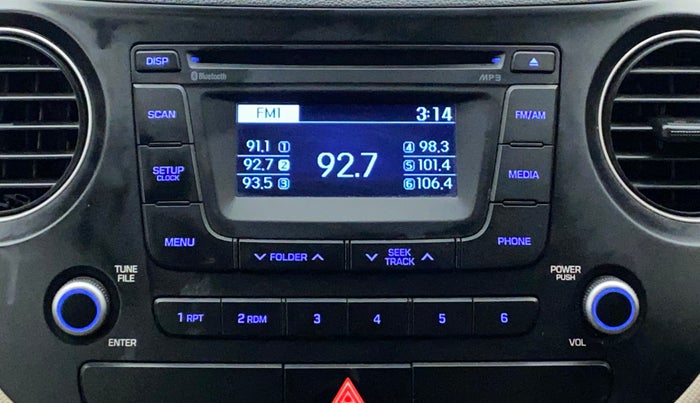 DISP
Bluetooth
MP3
SCAN
FM1
3:14
FM/AM
91.1 1
4 98.3
92.7 2
92.7
5 101.4
93.5 3
6 106.4
SETUP
CLOCK
MEDIA
MENU
FOLDER
SEEK
TRACK
PHONE
TUNE
FILE
POWER
PUSH
1 RPT
2 RDM
3
4
5
6
ENTER
VOL